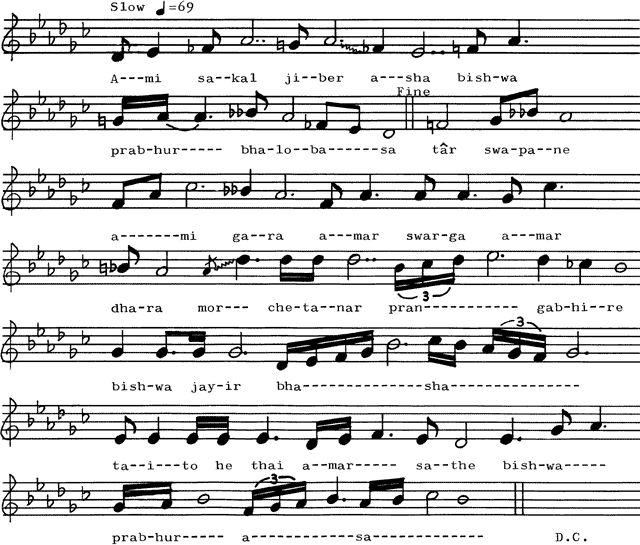 Slow ♩=69
A---mi sa--kal ji--ber a---sha bish-wa
Fine
prab-hur----- bha-lo-ba------sa târ swa-pa-ne
3
a-------mi ga-ra a---mar swar-ga a---mar
dha-ra mor--- che-ta-nar pran----------- gab-hi-re
3
bish-wa jay-ir bha-------------sha----------------
ta--i--to he thai a-mar--- sa--the bish-wa-----
3
prab-hur----- a-------------sa-------------- D.C.